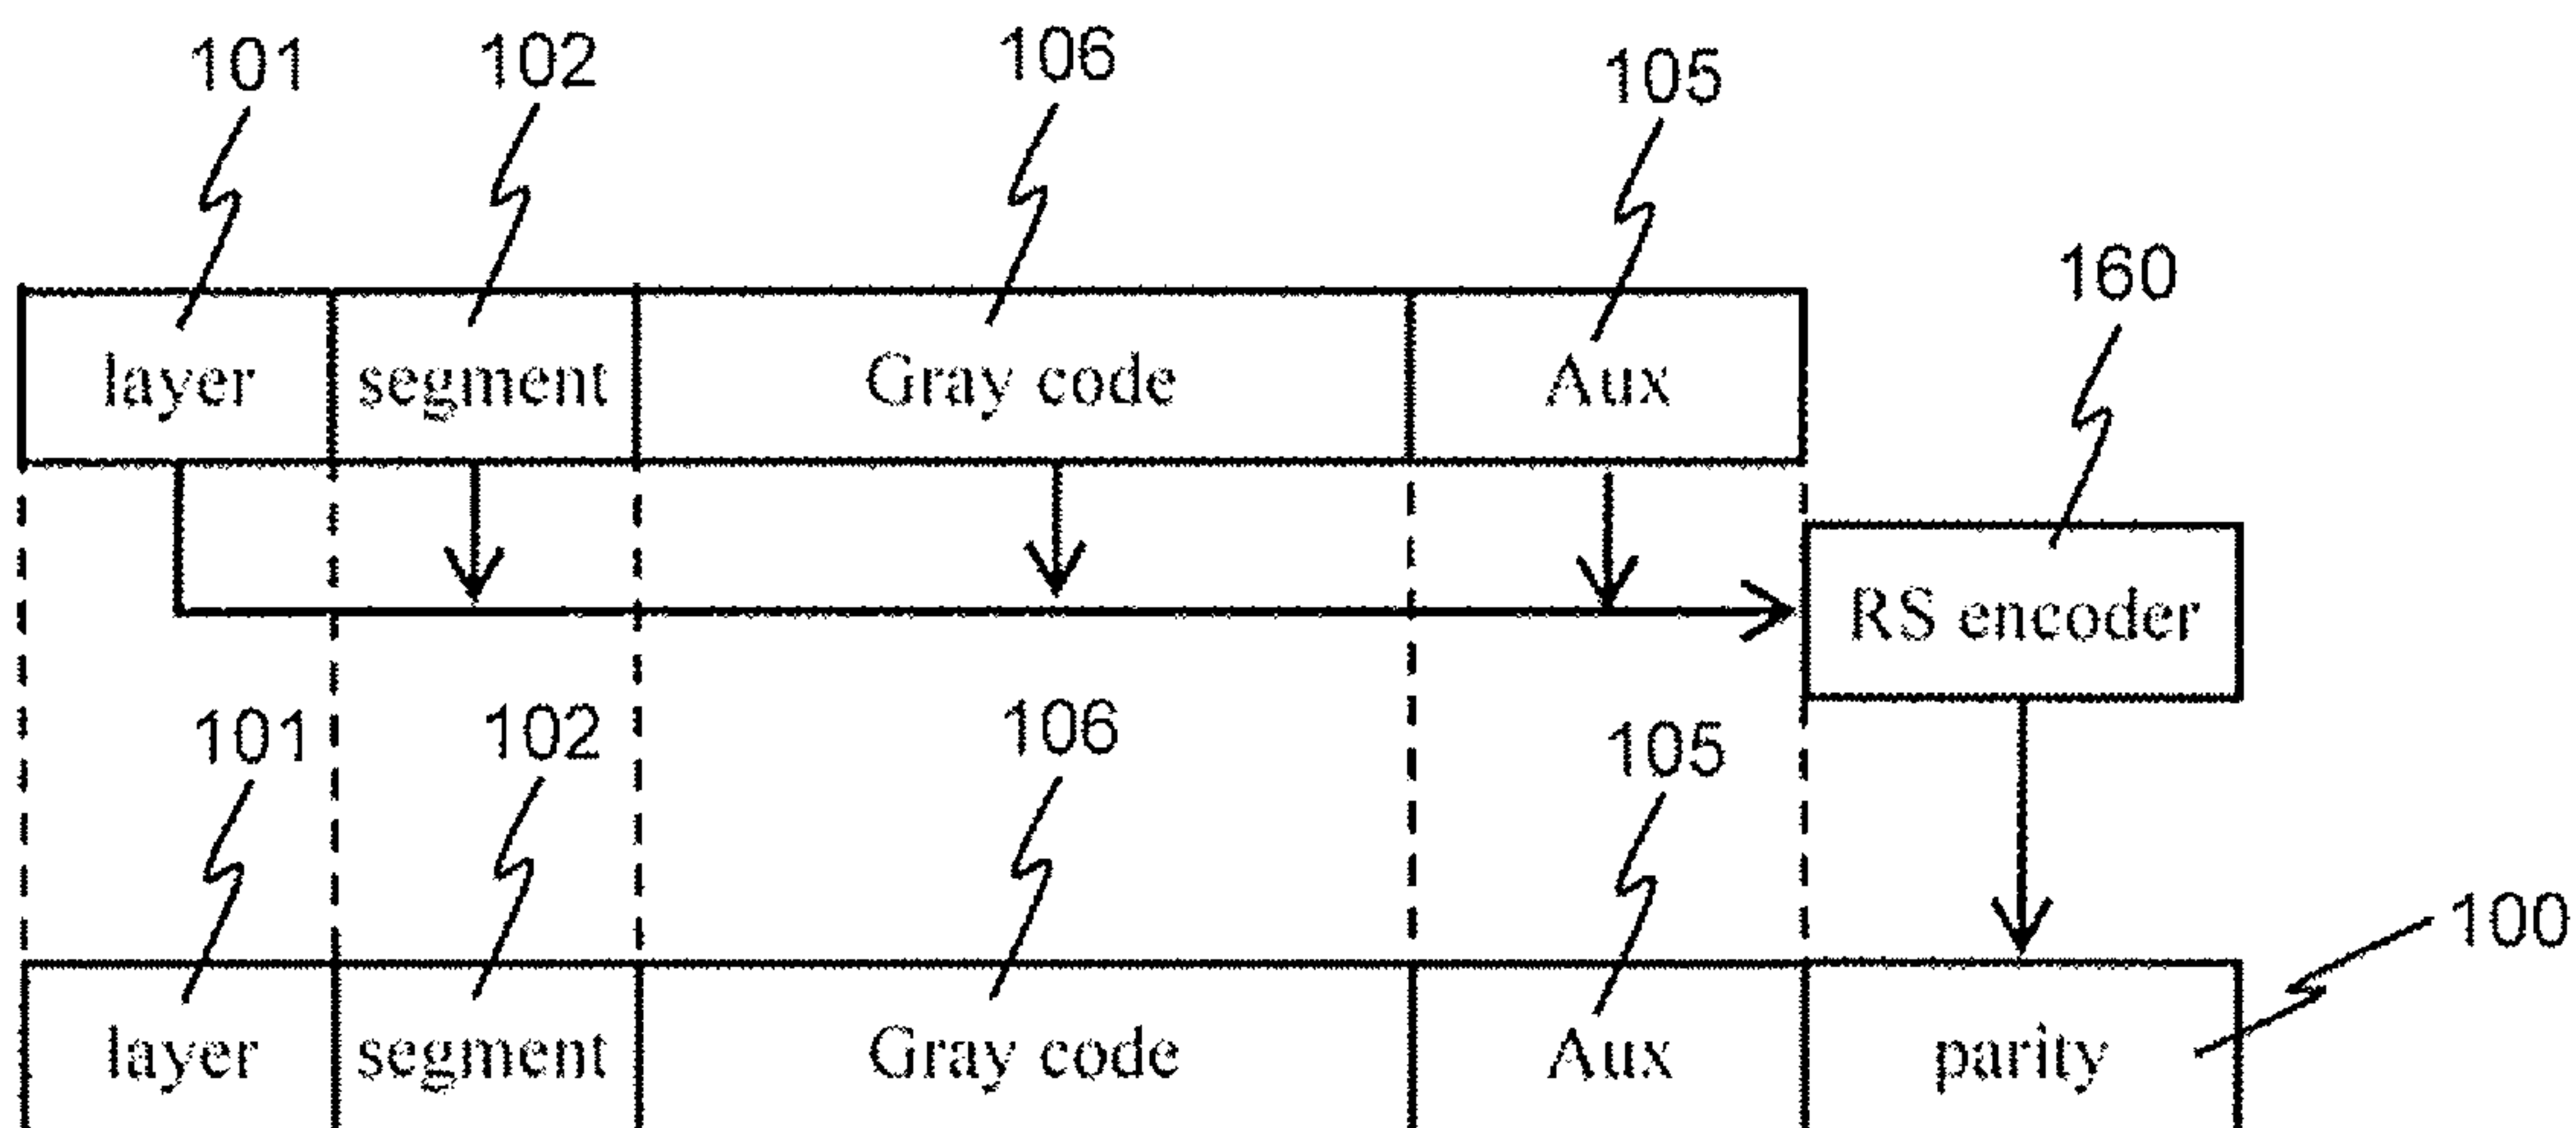 101 102 106 105
160
layer segment Gray code Aux
RS encoder
101 102 106 105
100
layer segment Gray code Aux parity